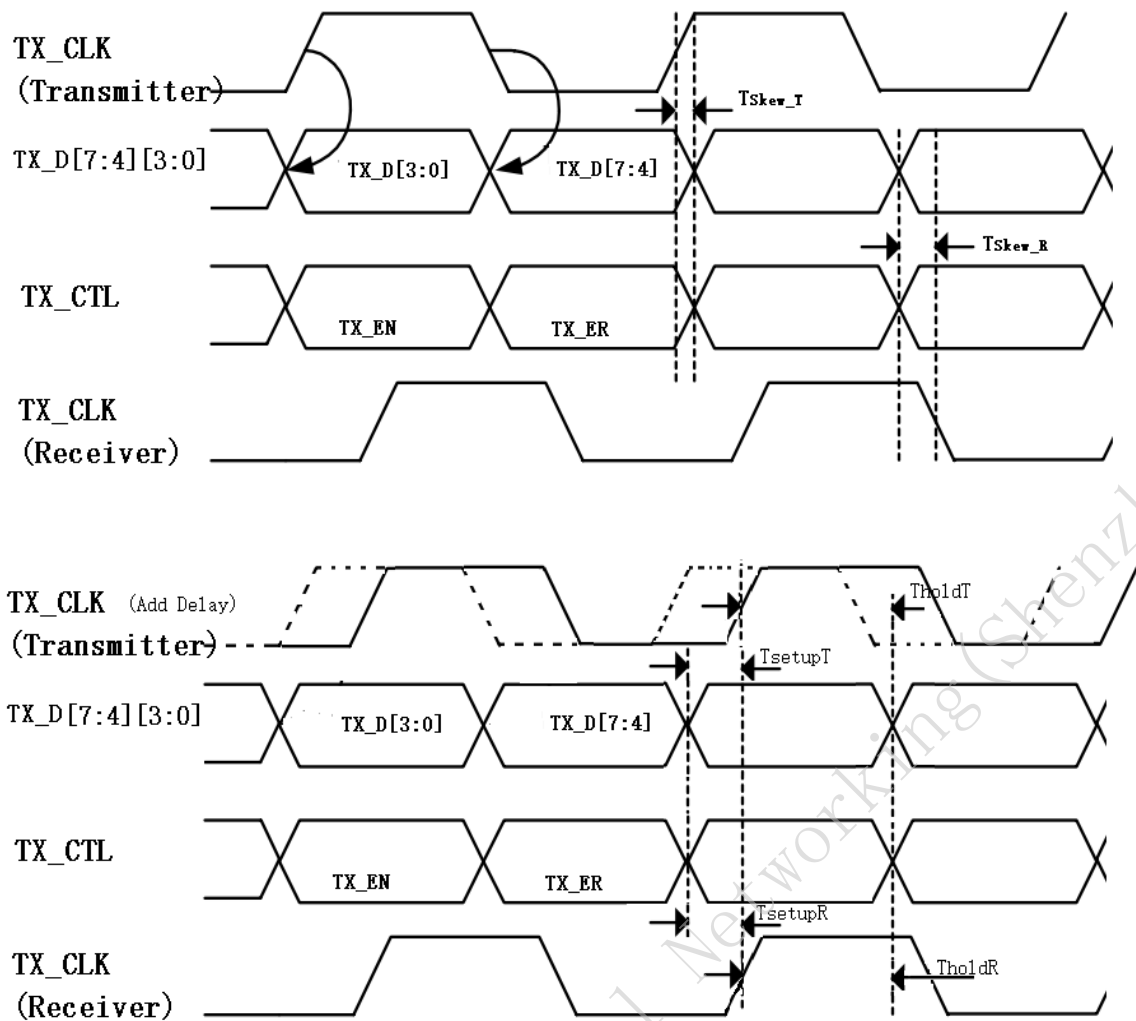 TX_CLK
(Transmitter)
TSkew_T
TX_D[7:4][3:0]
TX_D[3:0]
TX_D[7:4]
TSkew_R
TX_CTL
TX_EN
TX_ER
TX_CLK
(Receiver)
TX_CLK (Add Delay)
(Transmitter)
TholdT
TsetupT
TX_D[7:4][3:0]
TX_D[3:0]
TX_D[7:4]
TX_CTL
TX_EN
TX_ER
TsetupR
TX_CLK
(Receiver)
TholdR
Networking(Shenzh